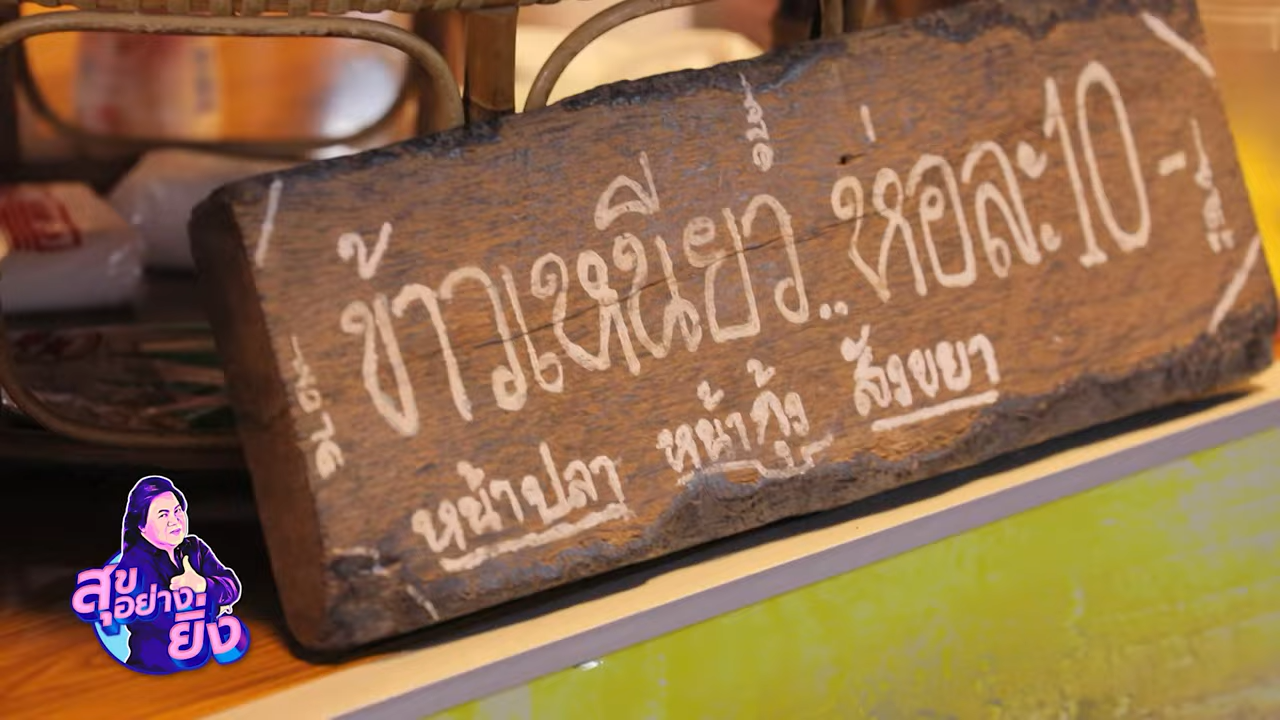 ข้าวเหนียว.. ห่อละ 10-
หน้าปลา หน้ากุ้ง สังขยา
สุข
อย่าง
ยิ่ง